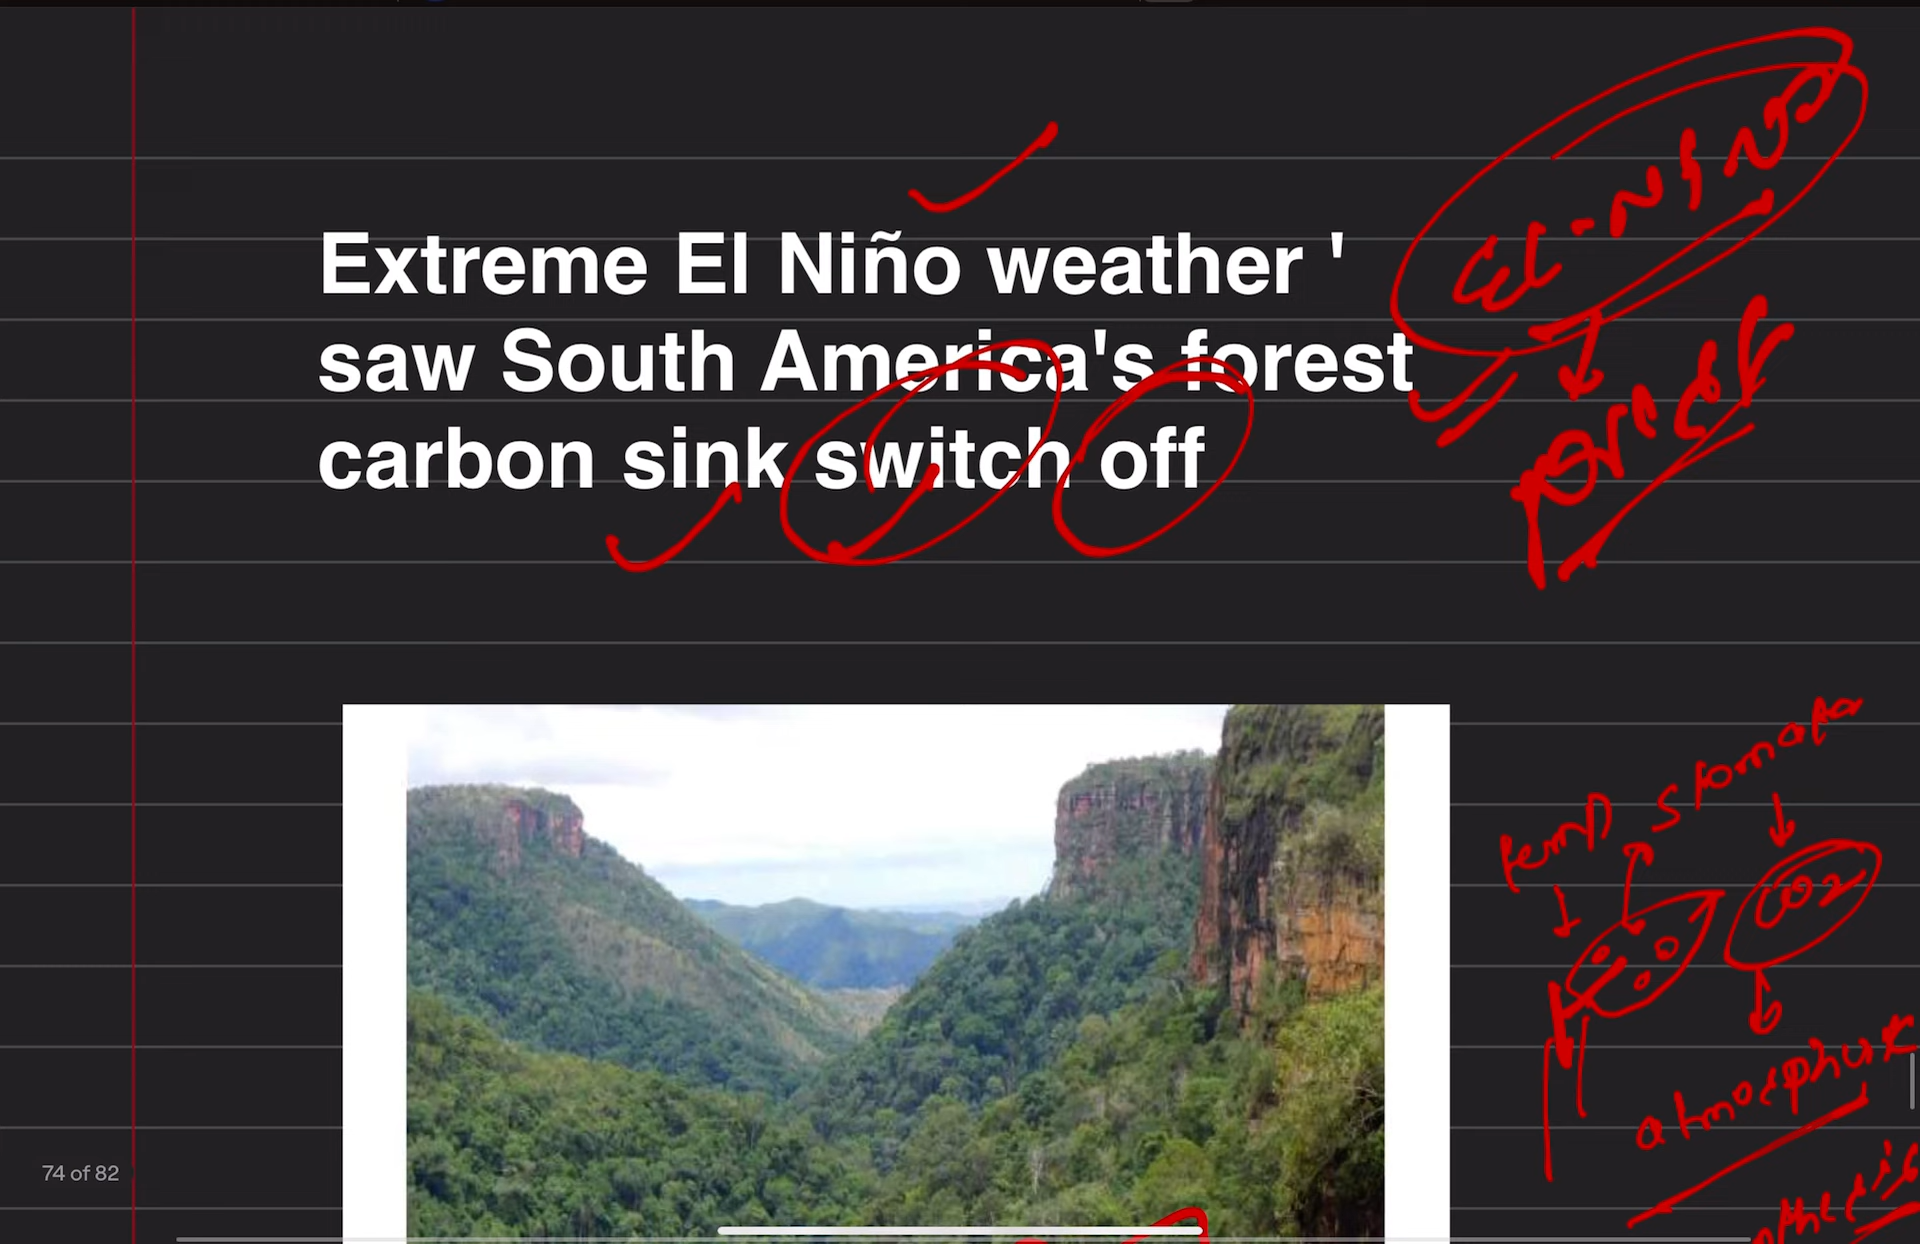 Extreme El Niño weather '
saw South America's forest
carbon sink switch off
El-Nino
forest
temp
stomata
CO2
74 of 82